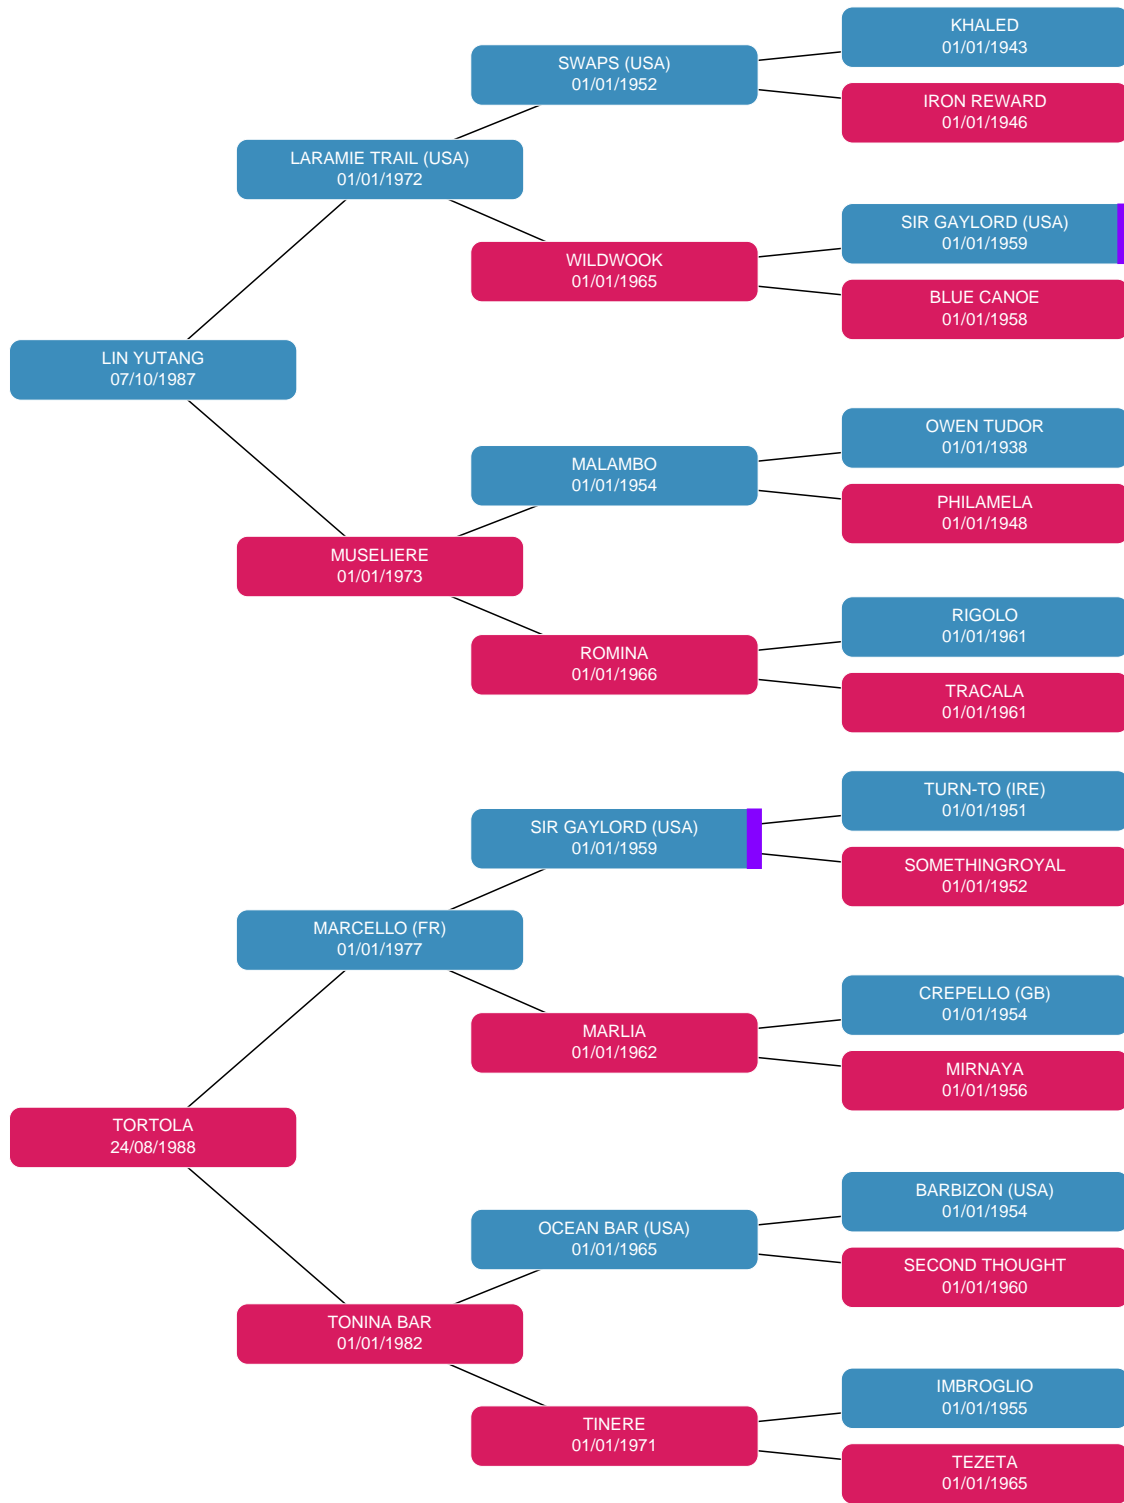 KHALED
01/01/1943
SWAPS (USA)
01/01/1952
IRON REWARD
01/01/1946
LARAMIE TRAIL (USA)
01/01/1972
SIR GAYLORD (USA)
01/01/1959
WILDWOOK
01/01/1965
BLUE CANOE
01/01/1958
LIN YUTANG
07/10/1987
OWEN TUDOR
01/01/1938
MALAMBO
01/01/1954
PHILAMELA
01/01/1948
MUSELIERE
01/01/1973
RIGOLO
01/01/1961
ROMINA
01/01/1966
TRACALA
01/01/1961
TURN-TO (IRE)
01/01/1951
SIR GAYLORD (USA)
01/01/1959
SOMETHINGROYAL
01/01/1952
MARCELLO (FR)
01/01/1977
CREPELLO (GB)
01/01/1954
MARLIA
01/01/1962
MIRNAYA
01/01/1956
TORTOLA
24/08/1988
BARBIZON (USA)
01/01/1954
OCEAN BAR (USA)
01/01/1965
SECOND THOUGHT
01/01/1960
TONINA BAR
01/01/1982
IMBROGLIO
01/01/1955
TINERE
01/01/1971
TEZETA
01/01/1965